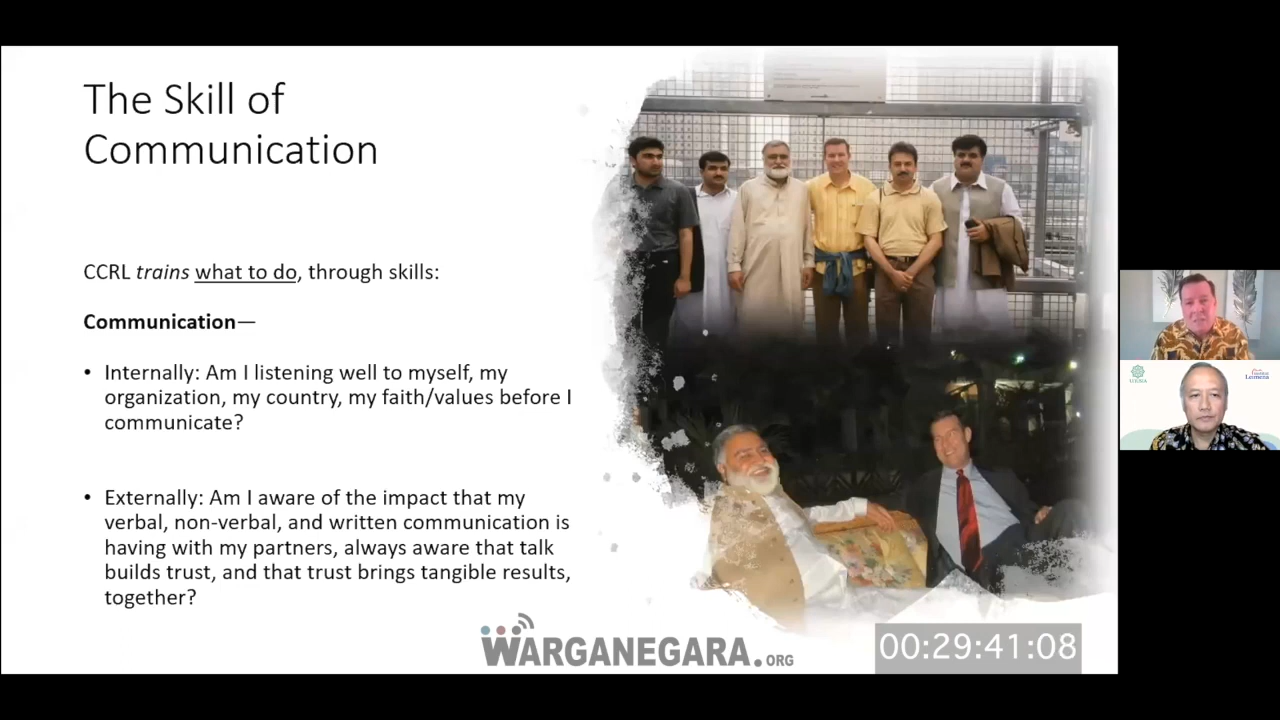 The Skill of
Communication
CCRL trains what to do, through skills:
Communication—
• Internally: Am I listening well to myself, my
organization, my country, my faith/values before I
communicate?
• Externally: Am I aware of the impact that my
verbal, non-verbal, and written communication is
having with my partners, always aware that talk
builds trust, and that trust brings tangible results,
together?
WARGANEGARA.ORG
00:29:41:08
Leimena